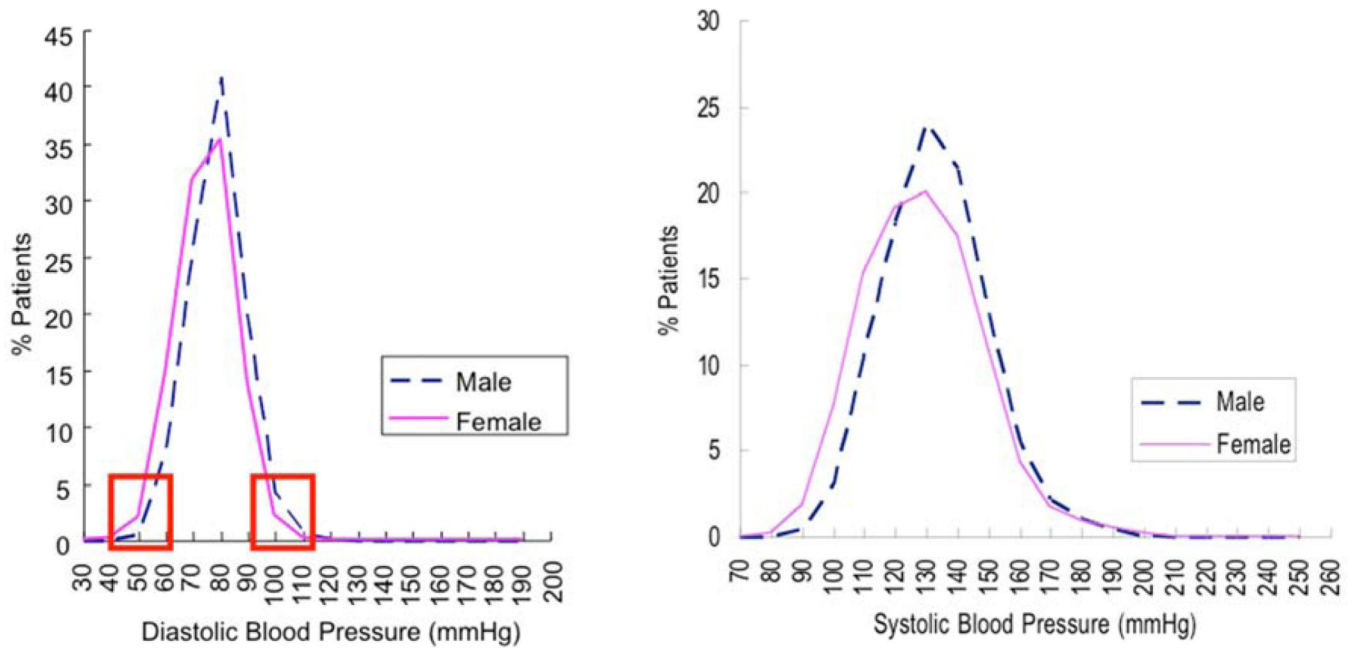 45
40
35
30
25
20
15
10
5
0
% Patients
Male
Female
30 40 50 60 70 80 90 100 110 120 130 140 150 160 170 180 190 200
Diastolic Blood Pressure (mmHg)
30
25
20
15
10
5
0
% Patients
Male
Female
70 80 90 100 110 120 130 140 150 160 170 180 190 200 210 220 230 240 250 260
Systolic Blood Pressure (mmHg)